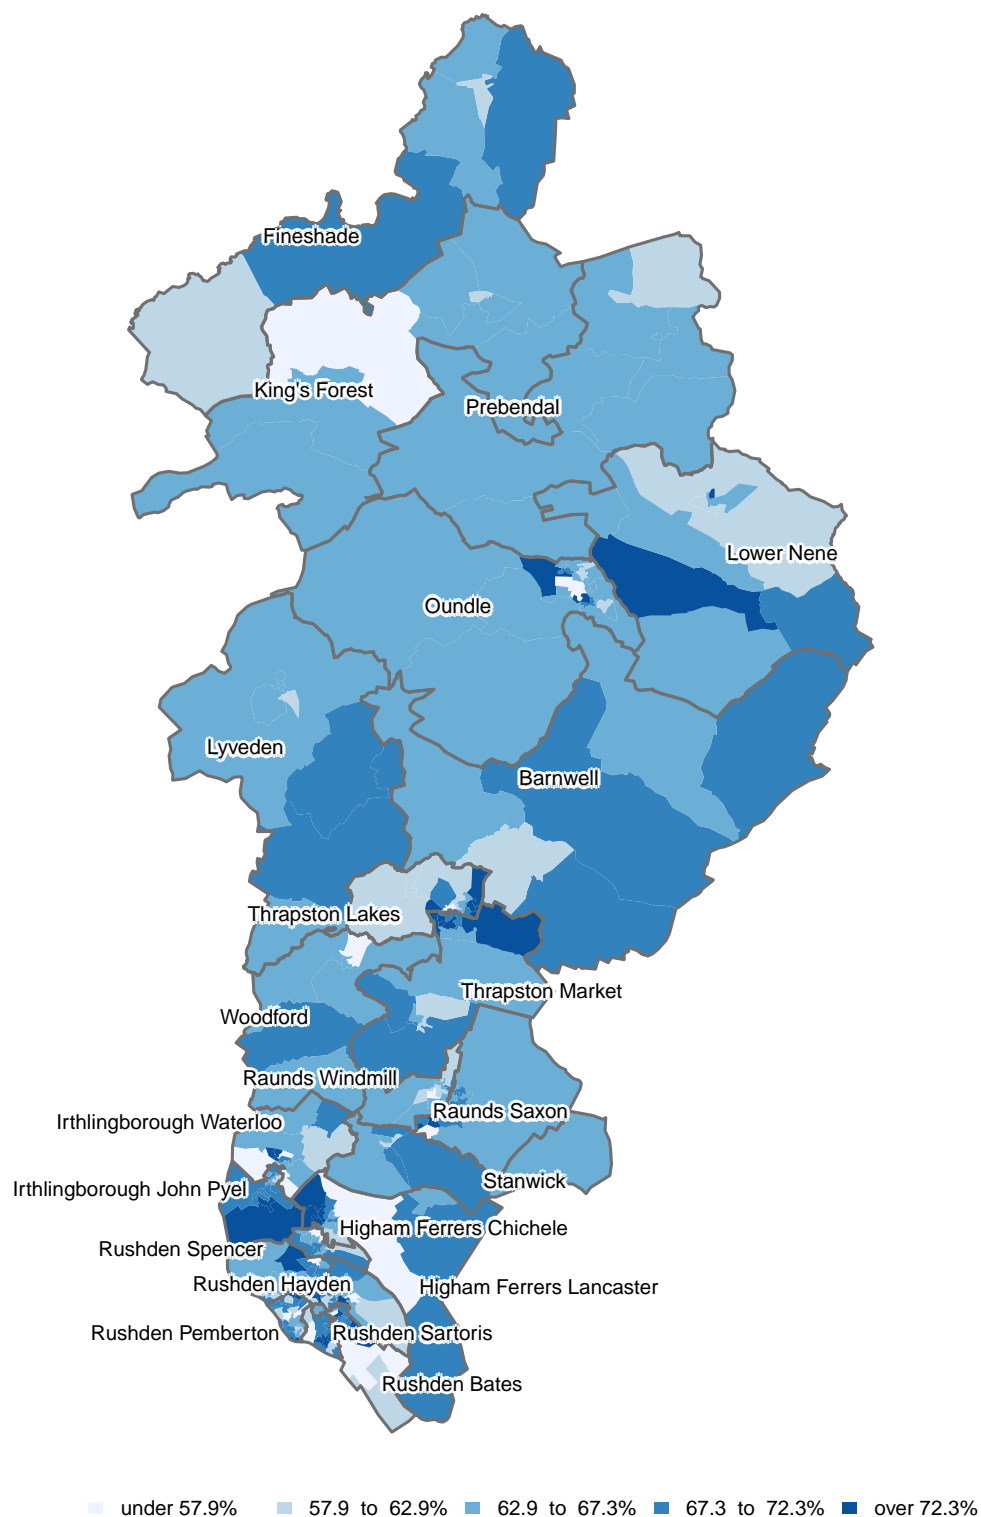 Fineshade
King's Forest
Prebendal
Lower Nene
Oundle
Lyveden
Barnwell
Thrapston Lakes
Thrapston Market
Woodford
Raunds Windmill
Raunds Saxon
Irthlingborough Waterloo
Stanwick
Irthlingborough John Pyel
Higham Ferrers Chichele
Rushden Spencer
Rushden Hayden
Higham Ferrers Lancaster
Rushden Pemberton
Rushden Sartoris
Rushden Bates
under 57.9% 57.9 to 62.9% 62.9 to 67.3% 67.3 to 72.3% over 72.3%